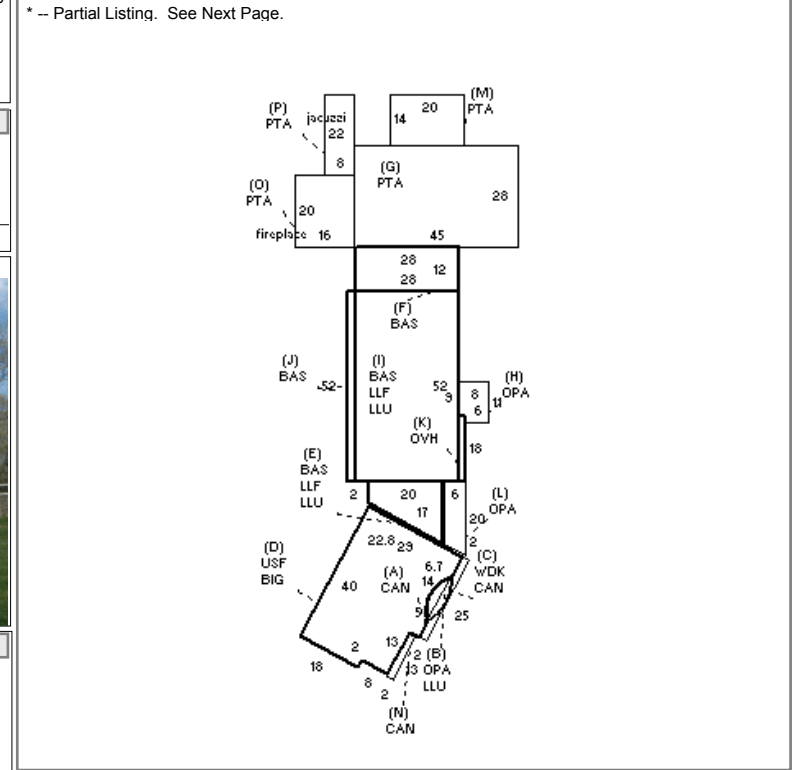 * -- Partial Listing. See Next Page.
(P)
PTA
jacuzzi
22
8
20
14
(M)
PTA
(G)
PTA
28
45
(O)
PTA
20
fireplace
16
28
28
12
(F)
BAS
(J)
BAS
52
(I)
BAS
LLF
LLU
52
9
8
6
11
(H)
OPA
(K)
OVH
18
(E)
BAS
LLF
LLU
2
20
6
17
(L)
OPA
20
2
22.8
29
(D)
USF
BIG
40
(A)
CAN
6.7
14
9
(C)
WDK
CAN
25
2
13
18
8
2
2
13
(B)
OPA
LLU
(N)
CAN